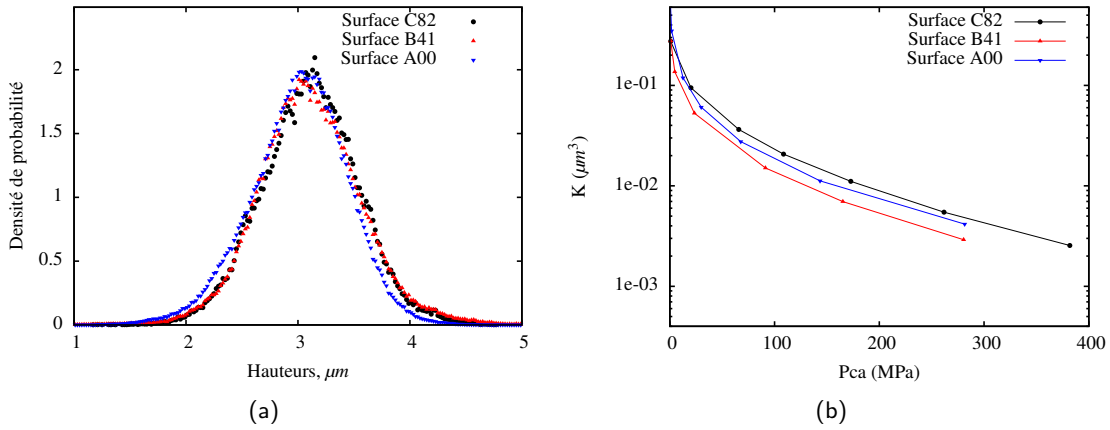 Surface C82
Surface B41
Surface A00
2
1.5
1
0.5
0
Densité de probabilité
1 2 3 4 5
Hauteurs, μm
(a)
Surface C82
Surface B41
Surface A00
1e-01
1e-02
1e-03
K (μm³)
0 100 200 300 400
Pca (MPa)
(b)